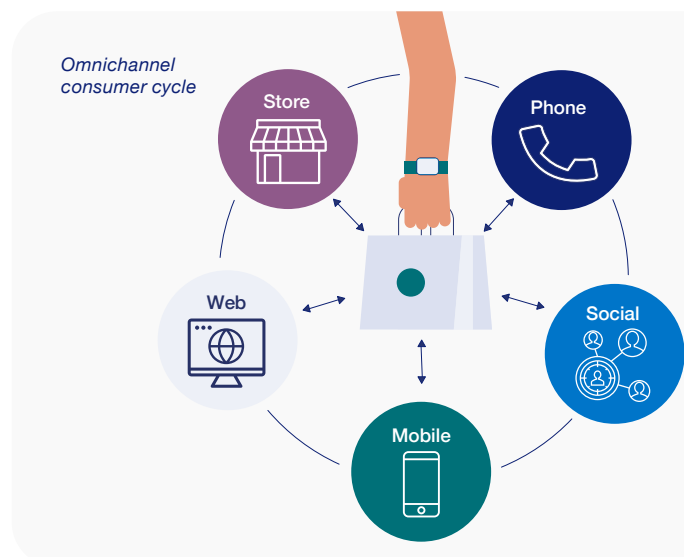 Omnichannel
consumer cycle
Store
Phone
Web
Social
Mobile